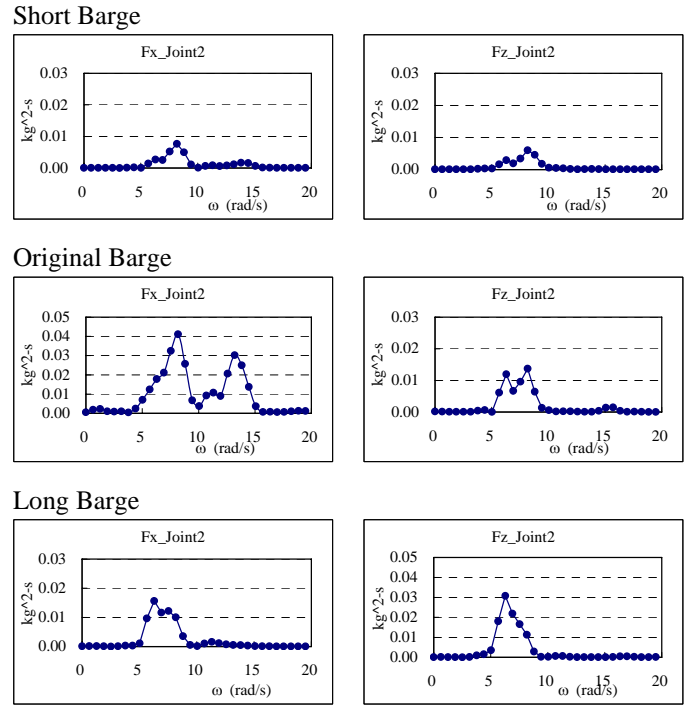 Short Barge
Fx_Joint2
0.03
0.02
0.01
0.00
kg^2-s
0 5 10 15 20
ω (rad/s)
Fz_Joint2
0.03
0.02
0.01
0.00
kg^2-s
0 5 10 15 20
ω (rad/s)
Original Barge
Fx_Joint2
0.05
0.04
0.03
0.02
0.01
0.00
kg^2-s
0 5 10 15 20
ω (rad/s)
Fz_Joint2
0.03
0.02
0.01
0.00
kg^2-s
0 5 10 15 20
ω (rad/s)
Long Barge
Fx_Joint2
0.03
0.02
0.01
0.00
kg^2-s
0 5 10 15 20
ω (rad/s)
Fz_Joint2
0.05
0.04
0.03
0.02
0.01
0.00
kg^2-s
0 5 10 15 20
ω (rad/s)